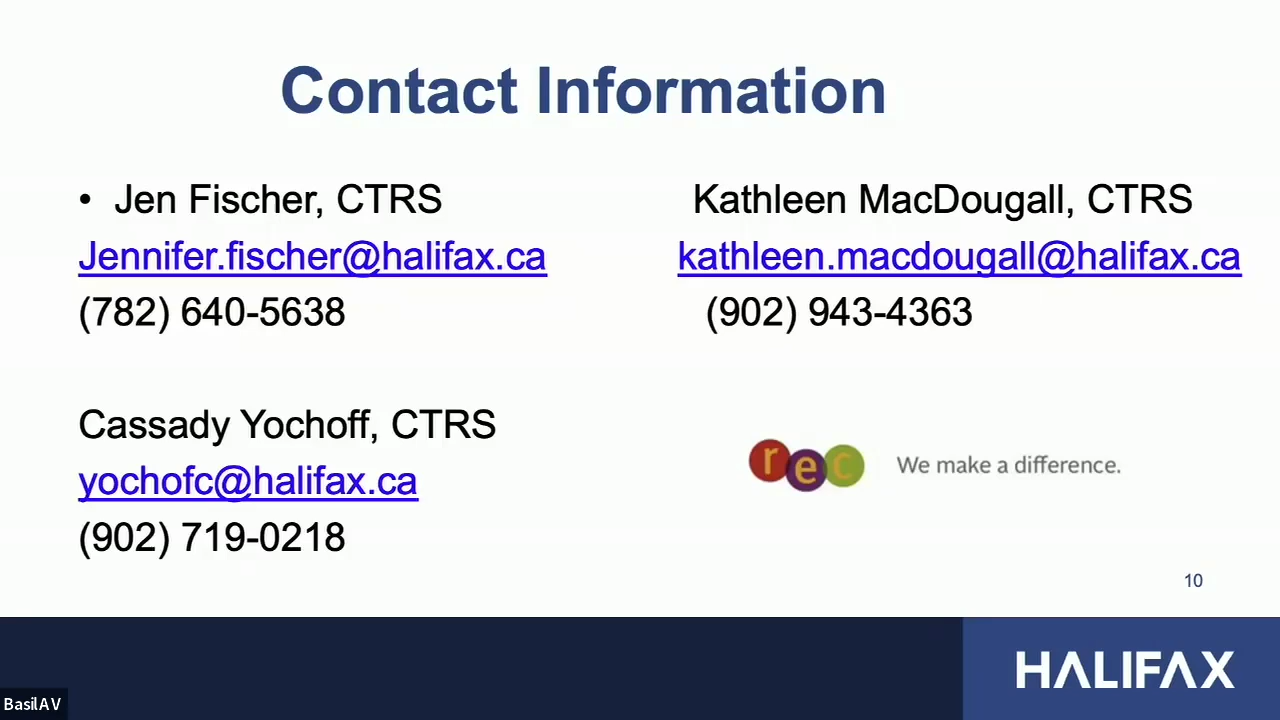 Contact Information
• Jen Fischer, CTRS
Jennifer.fischer@halifax.ca
(782) 640-5638
Kathleen MacDougall, CTRS
kathleen.macdougall@halifax.ca
(902) 943-4363
Cassady Yochoff, CTRS
yochofc@halifax.ca
(902) 719-0218
rec
We make a difference.
10
HALIFAX
BasilAV